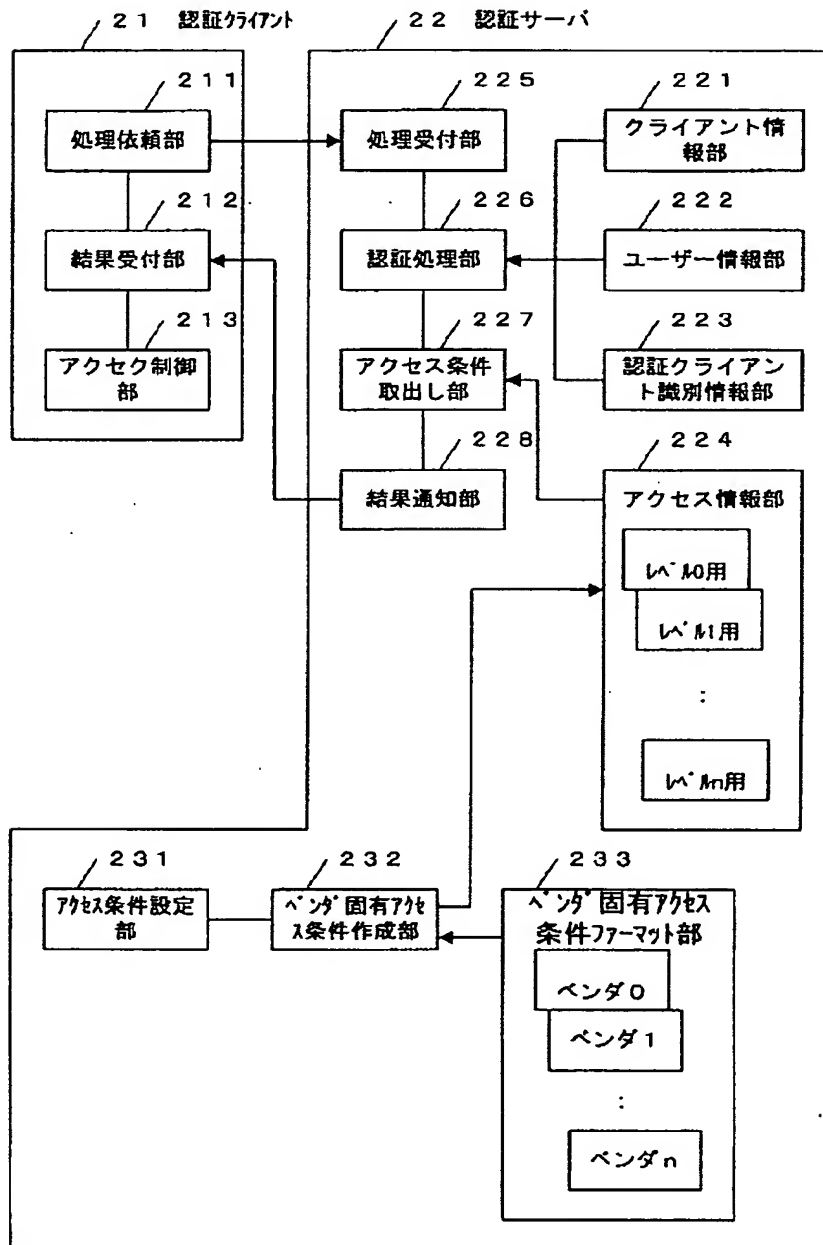 21 認証クライアント
22 認証サーバ
211
処理依頼部
212
結果受付部
213
アクセク制御
部
225
処理受付部
226
認証処理部
227
アクセス条件
取出し部
228
結果通知部
221
クライアント情
報部
222
ユーザー情報部
223
認証クライアン
ト識別情報部
224
アクセス情報部
レベル0用
レベル1用
:
レベルn用
231
アクセス条件設定
部
232
ベンダ固有アクセ
ス条件作成部
233
ベンダ固有アクセス
条件ファーマット部
ベンダ0
ベンダ1
:
ベンダn